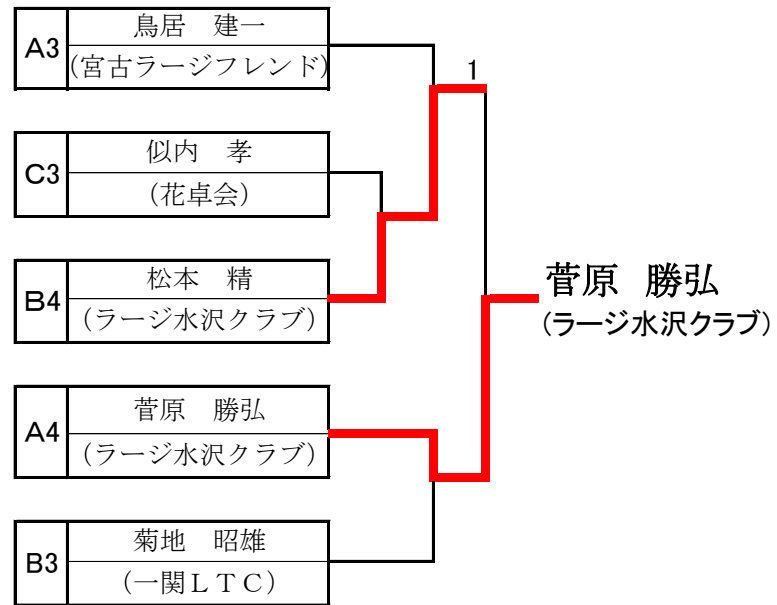 A3
鳥居　建一
(宮古ラージフレンド)
1
C3
似内　孝
(花卓会)
B4
松本　精
(ラージ水沢クラブ)
菅原　勝弘
(ラージ水沢クラブ)
A4
菅原　勝弘
(ラージ水沢クラブ)
B3
菊地　昭雄
(一関ＬＴＣ)